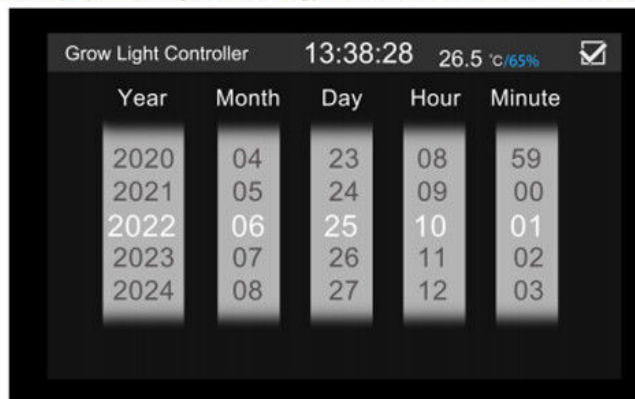 Grow Light Controller 13:38:28 26.5 °C/65%
Year Month Day Hour Minute
2020 04 23 08 59
2021 05 24 09 00
2022 06 25 10 01
2023 07 26 11 02
2024 08 27 12 03